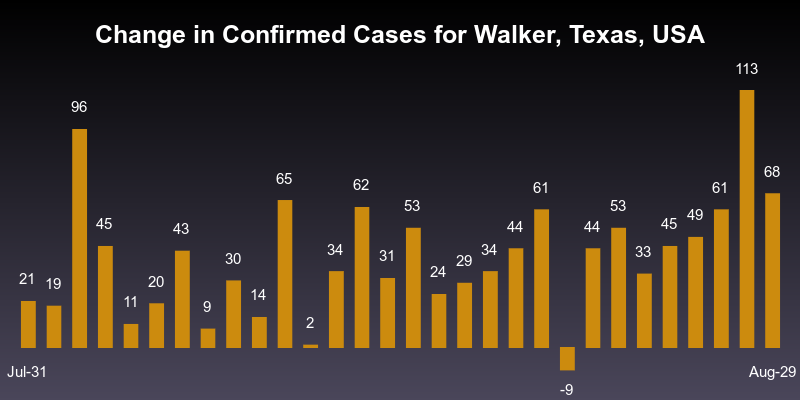 Change in Confirmed Cases for Walker, Texas, USA
21 19 96 45 11 20 43 9 30 14 65 2 34 62 31 53 24 29 34 44 61 -9 44 53 33 45 49 61 113 68
Jul-31 Aug-29